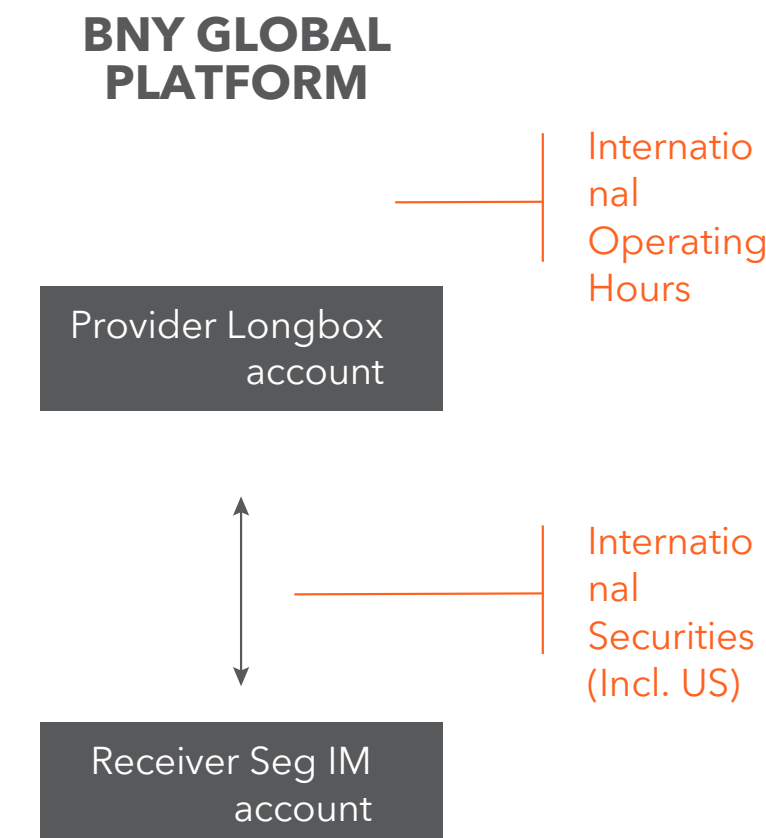 BNY GLOBAL
PLATFORM
Internatio
nal
Operating
Hours
Provider Longbox
account
Internatio
nal
Securities
(Incl. US)
Receiver Seg IM
account